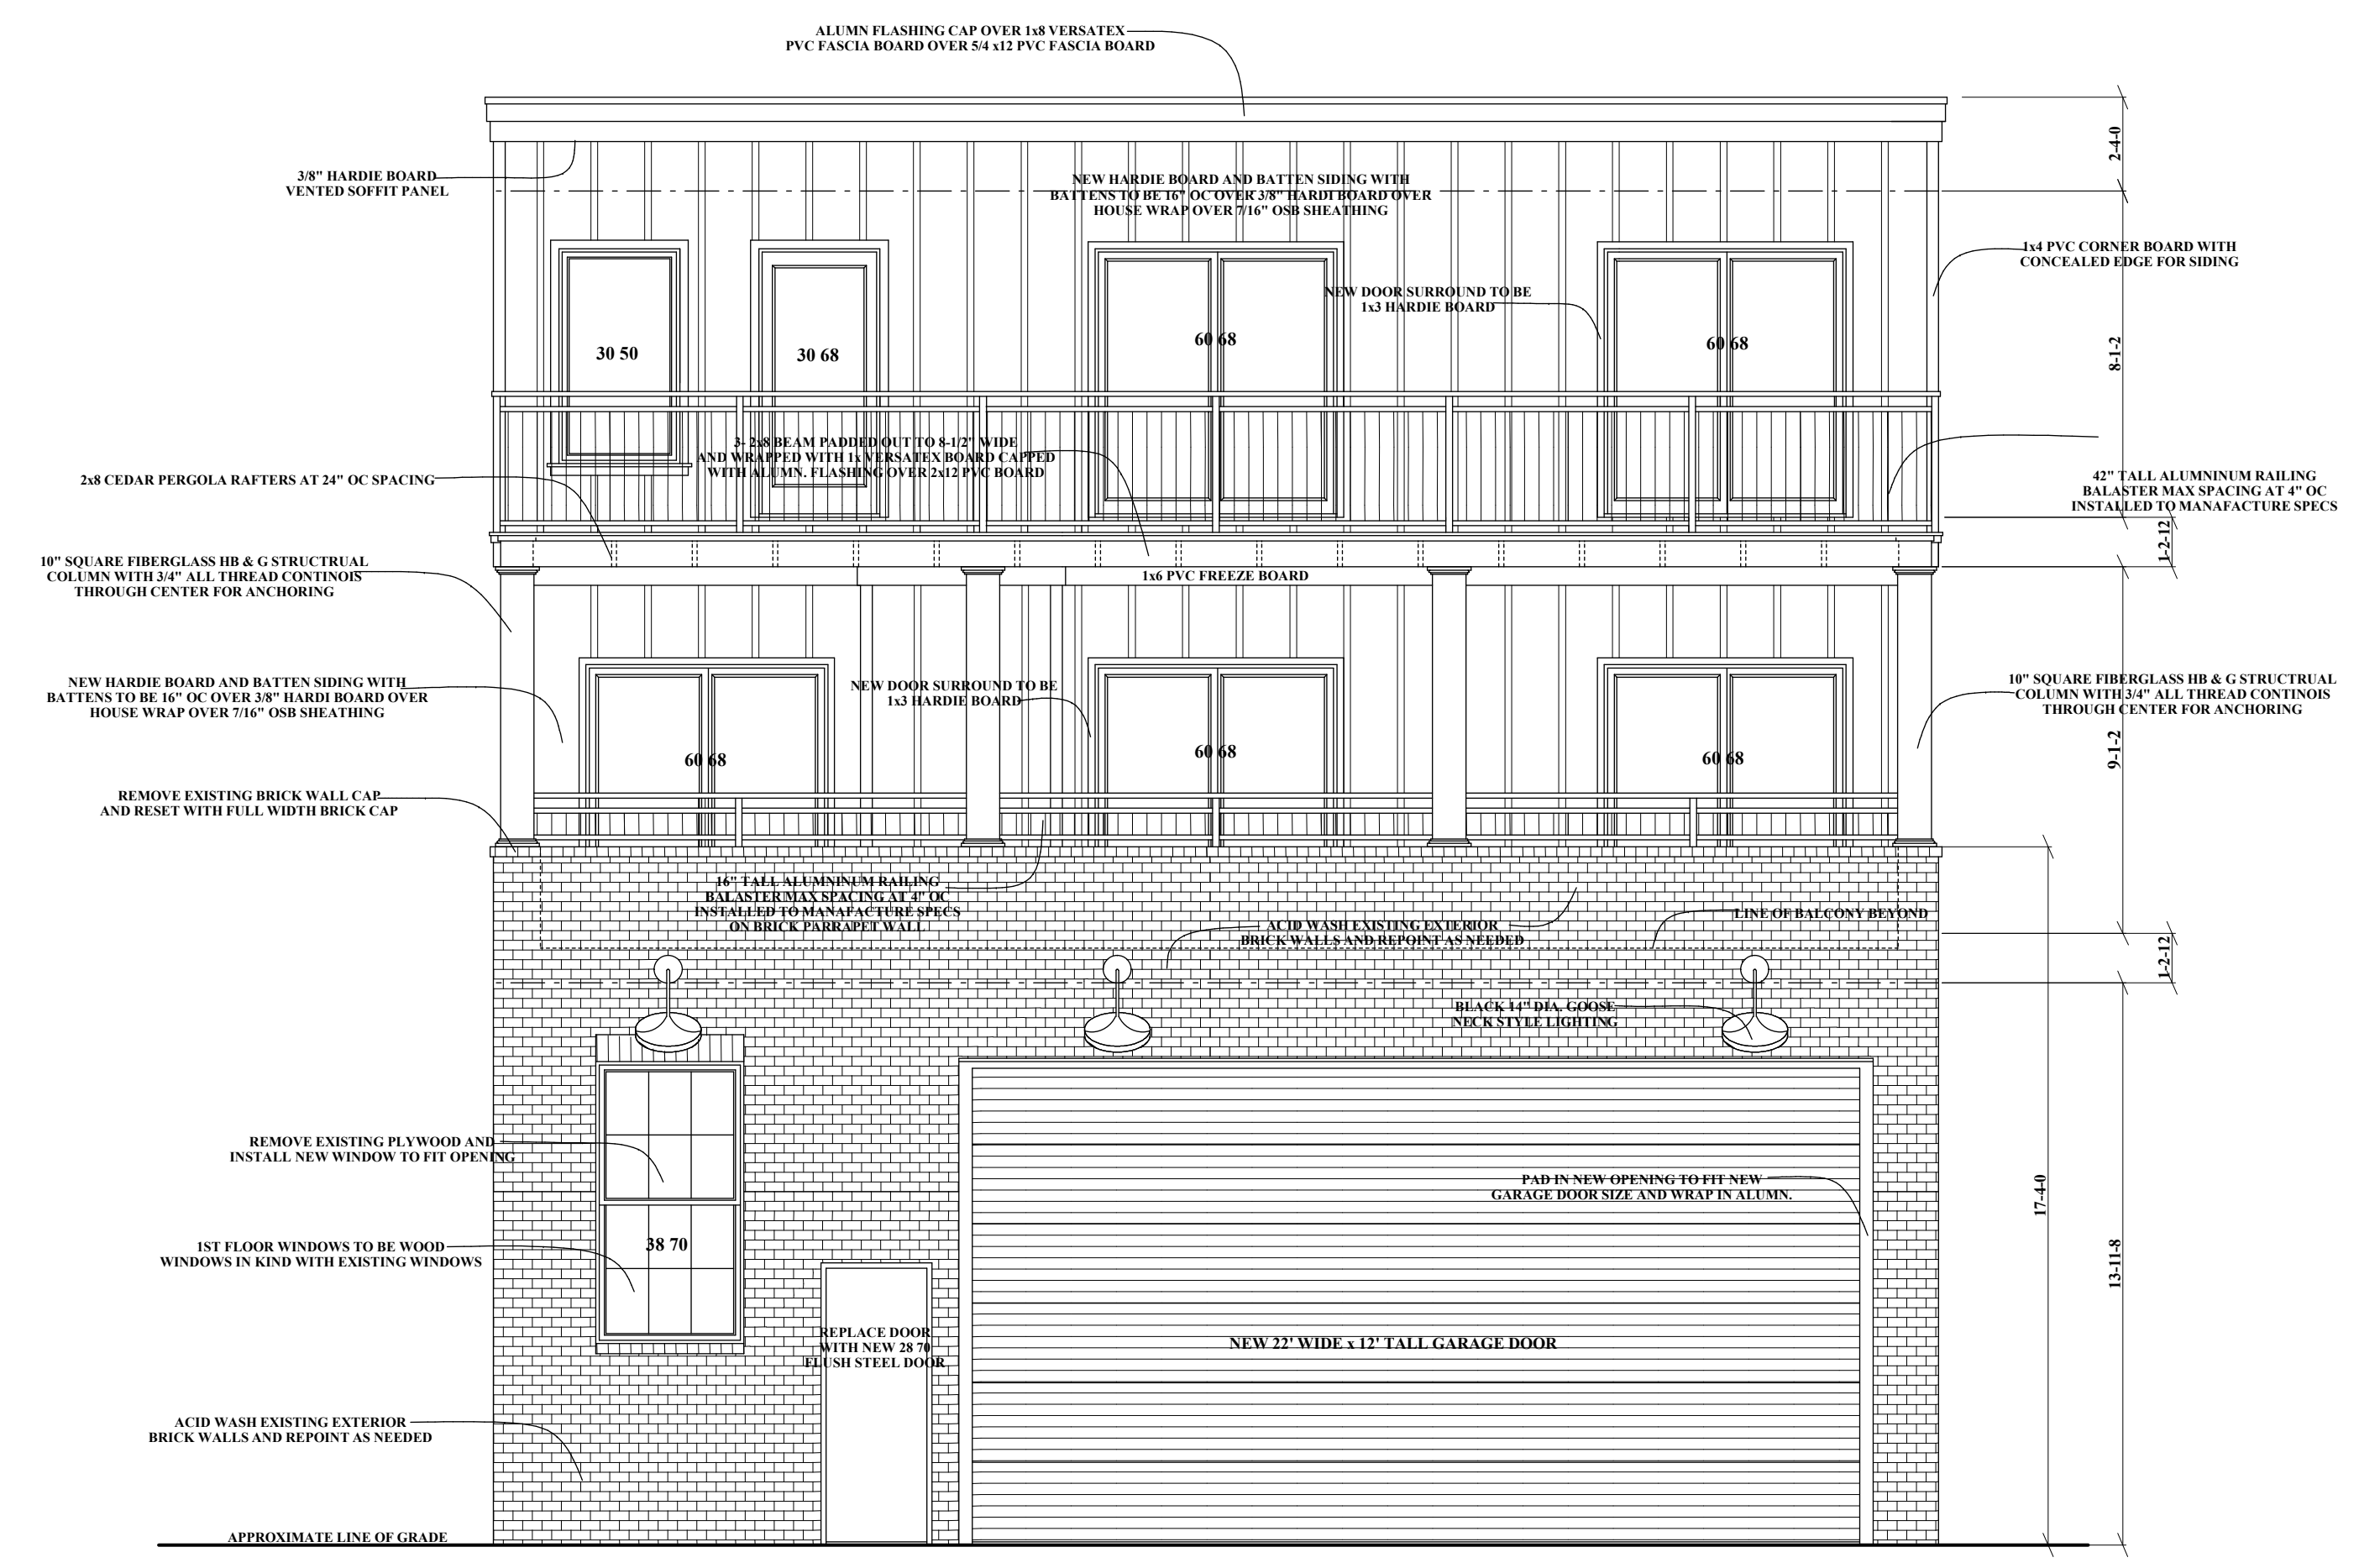 ALUMN FLASHING CAP OVER 1x8 VERSATEX
PVC FASCIA BOARD OVER 5/4 x12 PVC FASCIA BOARD
2-4-0
3/8" HARDIE BOARD
VENTED SOFFIT PANEL
NEW HARDIE BOARD AND BATTEN SIDING WITH
BATTENS TO BE 16" OC OVER 3/8" HARDI BOARD OVER
HOUSE WRAP OVER 7/16" OSB SHEATHING
1x4 PVC CORNER BOARD WITH
CONCEALED EDGE FOR SIDING
NEW DOOR SURROUND TO BE
1x3 HARDIE BOARD
30 50
30 68
60 68
60 68
8-1-2
3- 2x8 BEAM PADDED OUT TO 8-1/2" WIDE
AND WRAPPED WITH 1x VERSATEX BOARD CAPPED
WITH ALUMN. FLASHING OVER 2x12 PVC BOARD
2x8 CEDAR PERGOLA RAFTERS AT 24" OC SPACING
42" TALL ALUMNINUM RAILING
BALASTER MAX SPACING AT 4" OC
INSTALLED TO MANAFACTURE SPECS
1-2-12
10" SQUARE FIBERGLASS HB & G STRUCTRUAL
COLUMN WITH 3/4" ALL THREAD CONTINOIS
THROUGH CENTER FOR ANCHORING
1x6 PVC FREEZE BOARD
NEW HARDIE BOARD AND BATTEN SIDING WITH
BATTENS TO BE 16" OC OVER 3/8" HARDI BOARD OVER
HOUSE WRAP OVER 7/16" OSB SHEATHING
NEW DOOR SURROUND TO BE
1x3 HARDIE BOARD
10" SQUARE FIBERGLASS HB & G STRUCTRUAL
COLUMN WITH 3/4" ALL THREAD CONTINOIS
THROUGH CENTER FOR ANCHORING
60 68
60 68
60 68
9-1-2
REMOVE EXISTING BRICK WALL CAP
AND RESET WITH FULL WIDTH BRICK CAP
16" TALL ALUMNINUM RAILING
BALASTER MAX SPACING AT 4" OC
INSTALLED TO MANAFACTURE SPECS
ON BRICK PARRAPET WALL
ACID WASH EXISTING EXTERIOR
BRICK WALLS AND REPOINT AS NEEDED
LINE OF BALCONY BEYOND
1-2-12
BLACK 14" DIA. GOOSE
NECK STYLE LIGHTING
REMOVE EXISTING PLYWOOD AND
INSTALL NEW WINDOW TO FIT OPENING
PAD IN NEW OPENING TO FIT NEW
GARAGE DOOR SIZE AND WRAP IN ALUMN.
17-4-0
13-11-8
1ST FLOOR WINDOWS TO BE WOOD
WINDOWS IN KIND WITH EXISTING WINDOWS
38 70
REPLACE DOOR
WITH NEW 28 70
FLUSH STEEL DOOR
NEW 22' WIDE x 12' TALL GARAGE DOOR
ACID WASH EXISTING EXTERIOR
BRICK WALLS AND REPOINT AS NEEDED
APPROXIMATE LINE OF GRADE